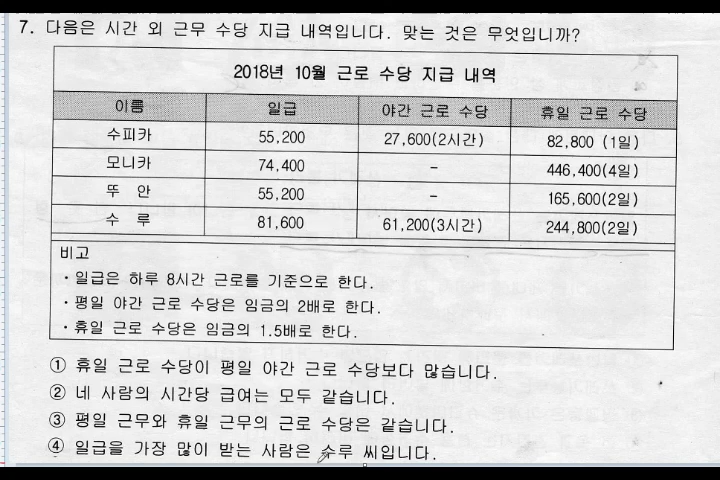 7. 다음은 시간 외 근무 수당 지급 내역입니다. 맞는 것은 무엇입니까?
2018년 10월 근로 수당 지급 내역
이름 일급 야간 근로 수당 휴일 근로 수당
수피카 55,200 27,600(2시간) 82,800 (1일)
모니카 74,400 - 446,400(4일)
뚜 안 55,200 - 165,600(2일)
수 루 81,600 61,200(3시간) 244,800(2일)
비고
· 일급은 하루 8시간 근로를 기준으로 한다.
· 평일 야간 근로 수당은 임금의 2배로 한다.
· 휴일 근로 수당은 임금의 1.5배로 한다.
① 휴일 근로 수당이 평일 야간 근로 수당보다 많습니다.
② 네 사람의 시간당 급여는 모두 같습니다.
③ 평일 근무와 휴일 근무의 근로 수당은 같습니다.
④ 일급을 가장 많이 받는 사람은 수루 씨입니다.